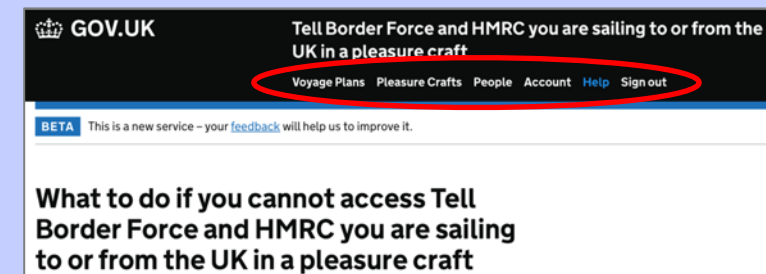 GOV.UK
Tell Border Force and HMRC you are sailing to or from the
UK in a pleasure craft
Voyage Plans Pleasure Crafts People Account Help Sign out
BETA This is a new service – your feedback will help us to improve it.
What to do if you cannot access Tell
Border Force and HMRC you are sailing
to or from the UK in a pleasure craft